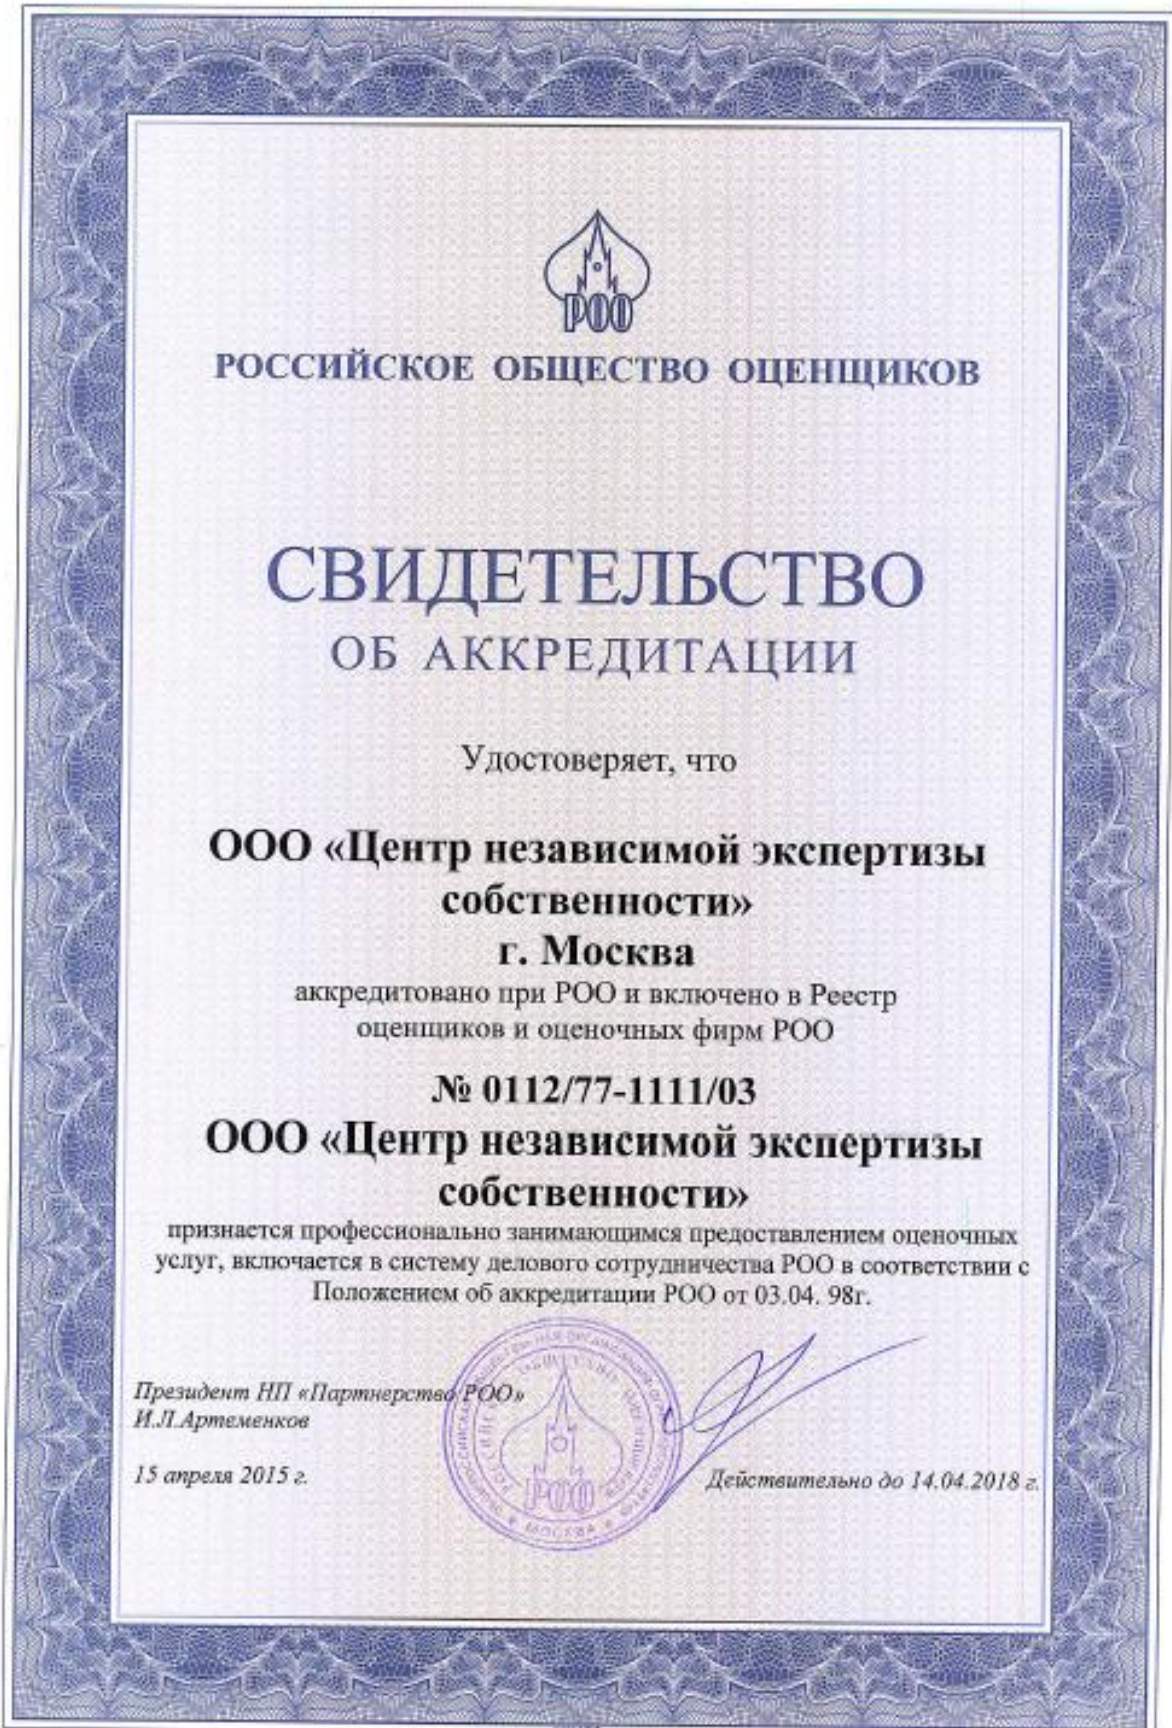 РОО
РОССИЙСКОЕ ОБЩЕСТВО ОЦЕНЩИКОВ
СВИДЕТЕЛЬСТВО
ОБ АККРЕДИТАЦИИ
Удостоверяет, что
ООО «Центр независимой экспертизы
собственности»
г. Москва
аккредитовано при РОО и включено в Реестр
оценщиков и оценочных фирм РОО
№ 0112/77-1111/03
ООО «Центр независимой экспертизы
собственности»
признается профессионально занимающимся предоставлением оценочных
услуг, включается в систему делового сотрудничества РОО в соответствии с
Положением об аккредитации РОО от 03.04. 98г.
Президент НП «Партнерство РОО»
И.Л.Артеменков
15 апреля 2015 г.
РОО
МОСКВА
Действительно до 14.04.2018 г.